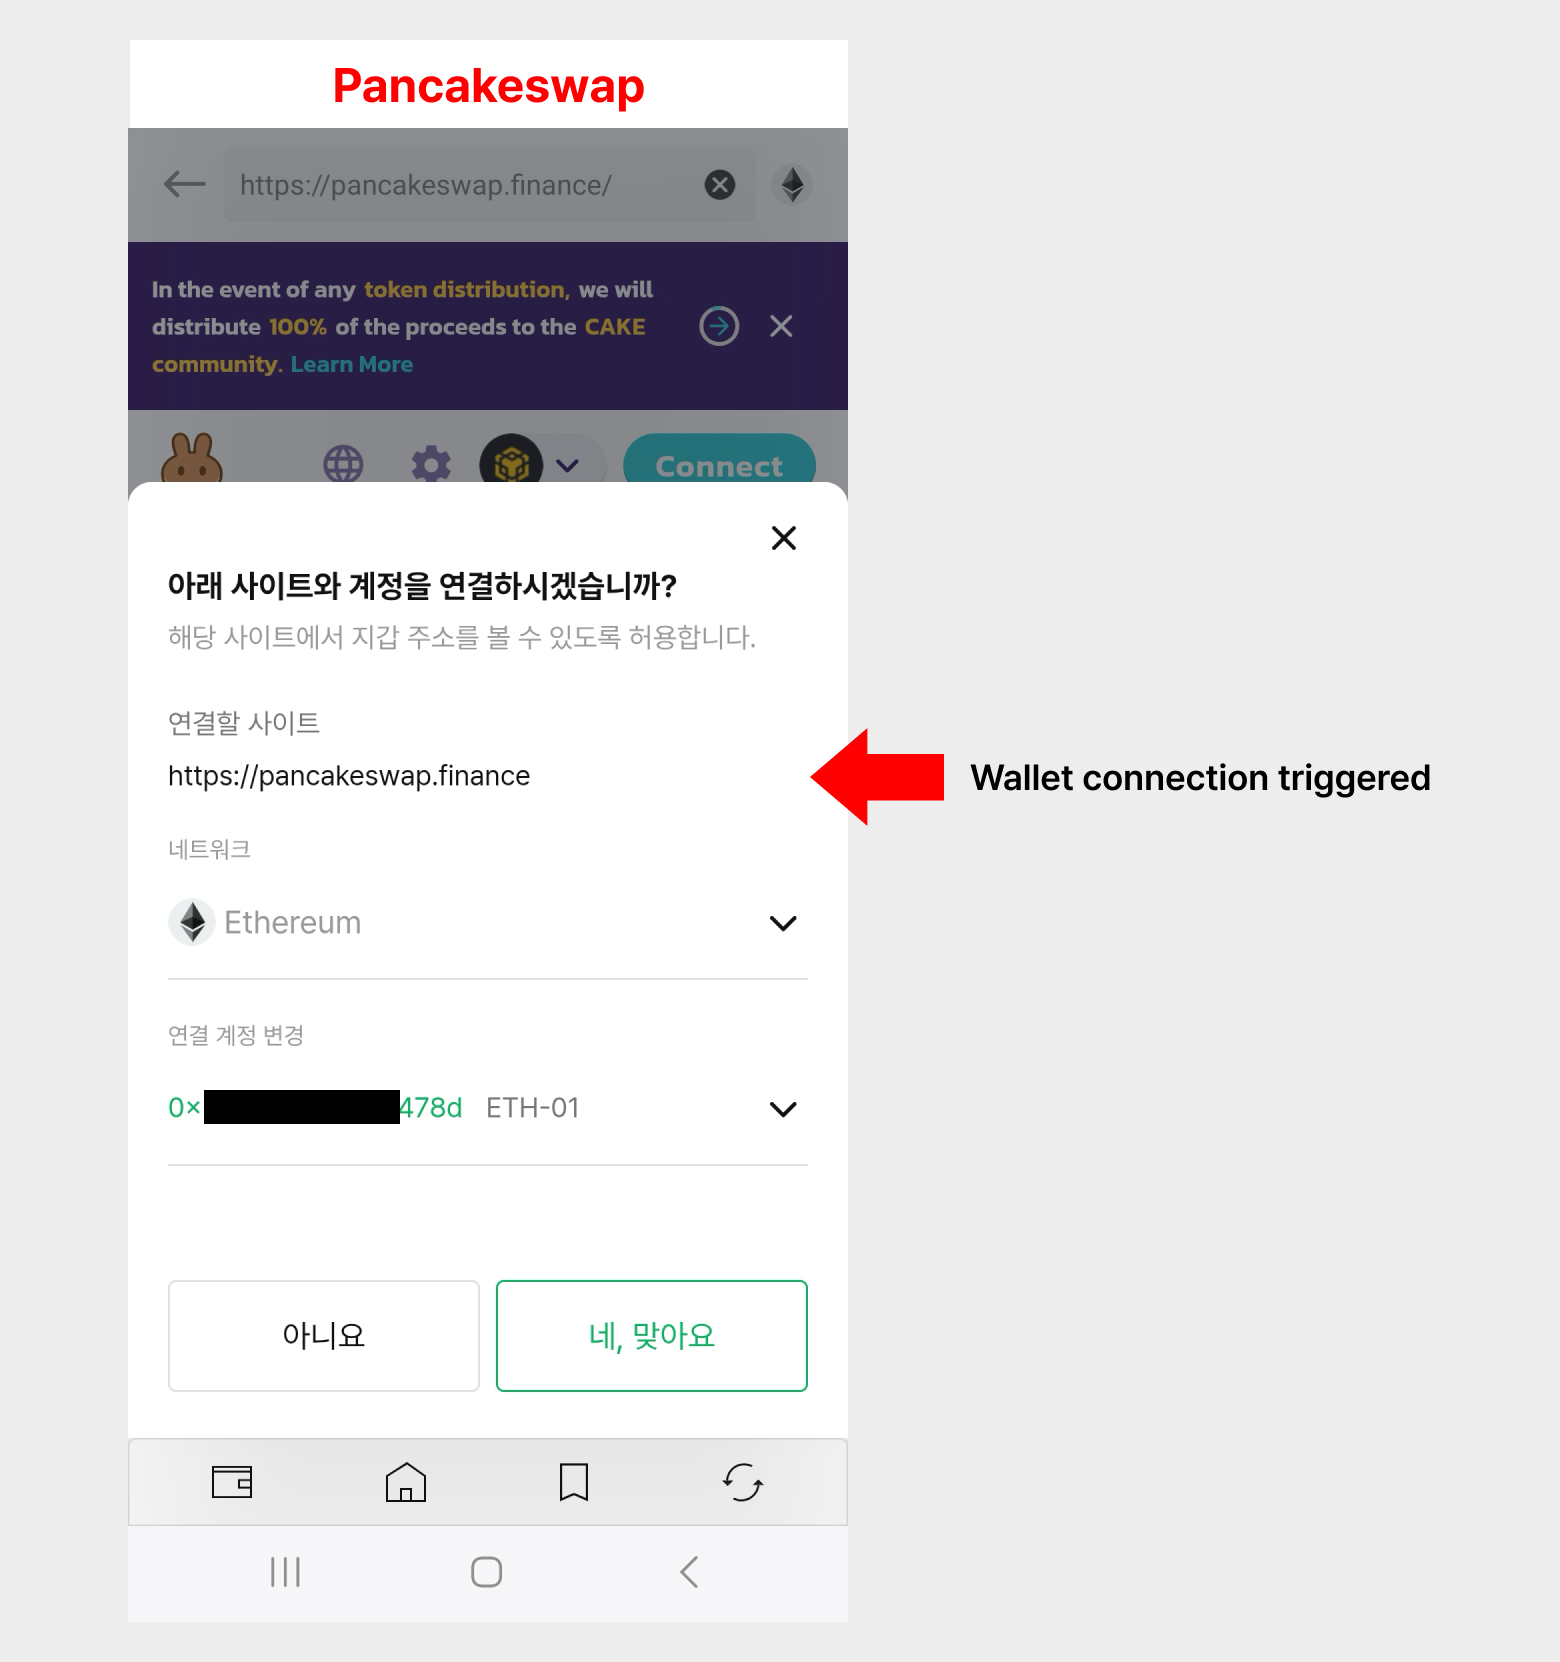 Pancakeswap
https://pancakeswap.finance/
In the event of any token distribution, we will
distribute 100% of the proceeds to the CAKE
community. Learn More
Connect
아래 사이트와 계정을 연결하시겠습니까?
해당 사이트에서 지갑 주소를 볼 수 있도록 허용합니다.
연결할 사이트
https://pancakeswap.finance
Wallet connection triggered
네트워크
Ethereum
연결 계정 변경
0x 478d ETH-01
아니요 네, 맞아요